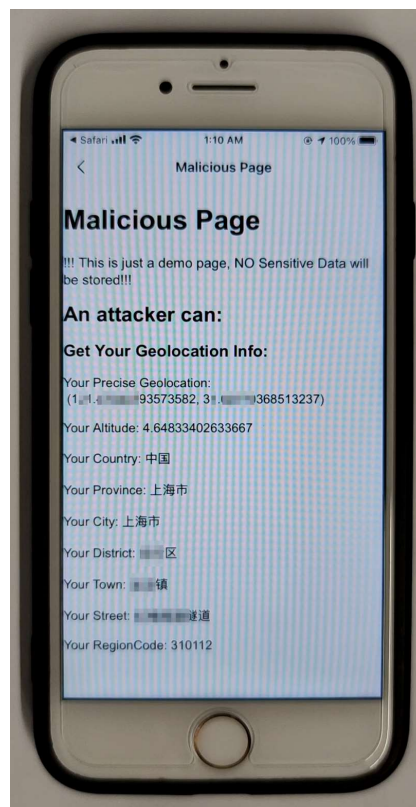 Safari 1:10 AM 100%
Malicious Page
Malicious Page
!!! This is just a demo page, NO Sensitive Data will
be stored!!!
An attacker can:
Get Your Geolocation Info:
Your Precise Geolocation:
93573582, 368513237)
Your Altitude: 4.64833402633667
Your Country: 中国
Your Province: 上海市
Your City: 上海市
Your District: 区
Your Town: 镇
Your Street: 隧道
Your RegionCode: 310112